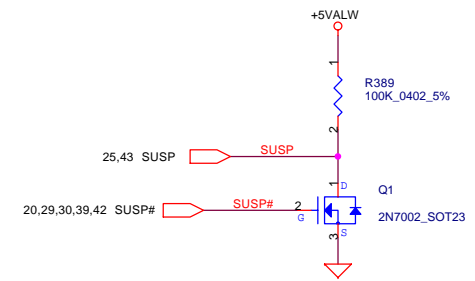 +5VALW
1
R389
100K_0402_5%
2
25,43 SUSP
SUSP
1
D
Q1
20,29,30,39,42 SUSP#
SUSP#
2
G
2N7002_SOT23
S
3